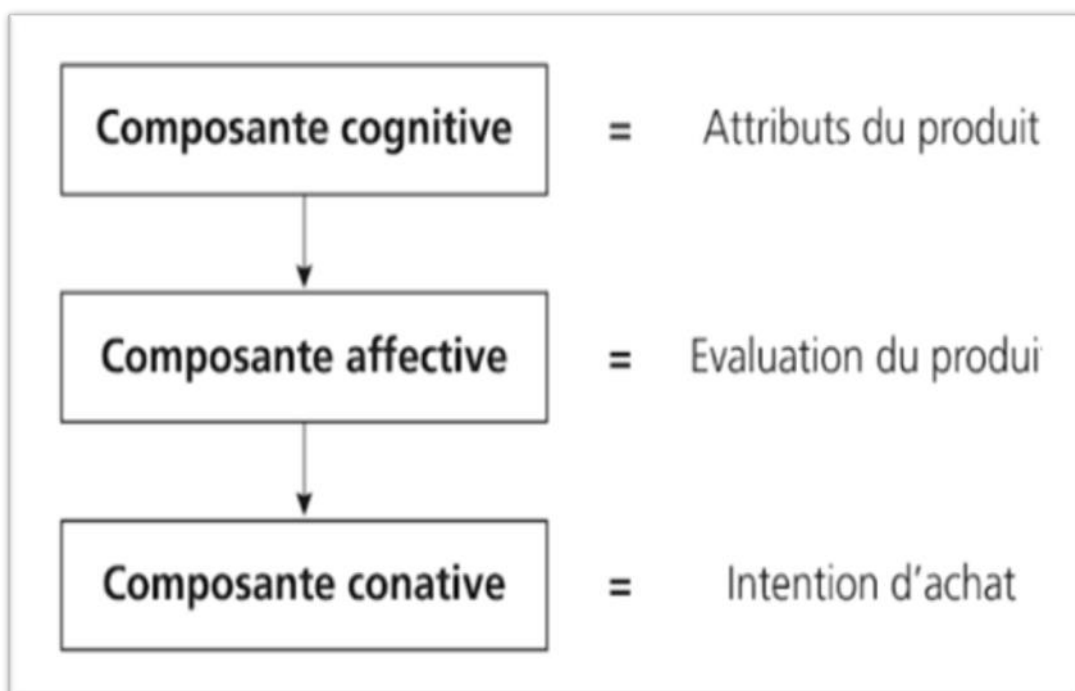 Composante cognitive = Attributs du produit
Composante affective = Evaluation du produi
Composante conative = Intention d'achat